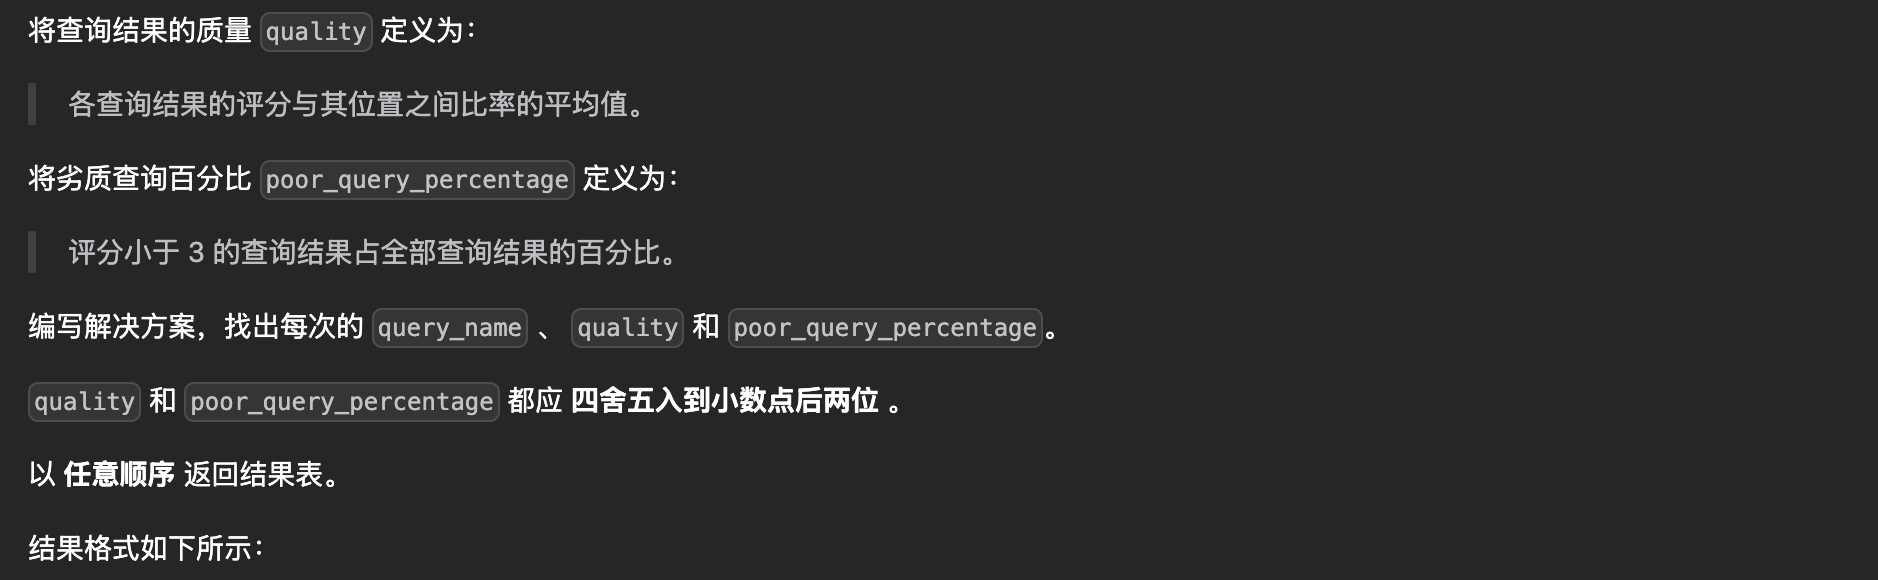 将查询结果的质量 quality 定义为：
各查询结果的评分与其位置之间比率的平均值。
将劣质查询百分比 poor_query_percentage 定义为：
评分小于 3 的查询结果占全部查询结果的百分比。
编写解决方案，找出每次的 query_name 、 quality 和 poor_query_percentage。
quality 和 poor_query_percentage 都应 四舍五入到小数点后两位 。
以 任意顺序 返回结果表。
结果格式如下所示：